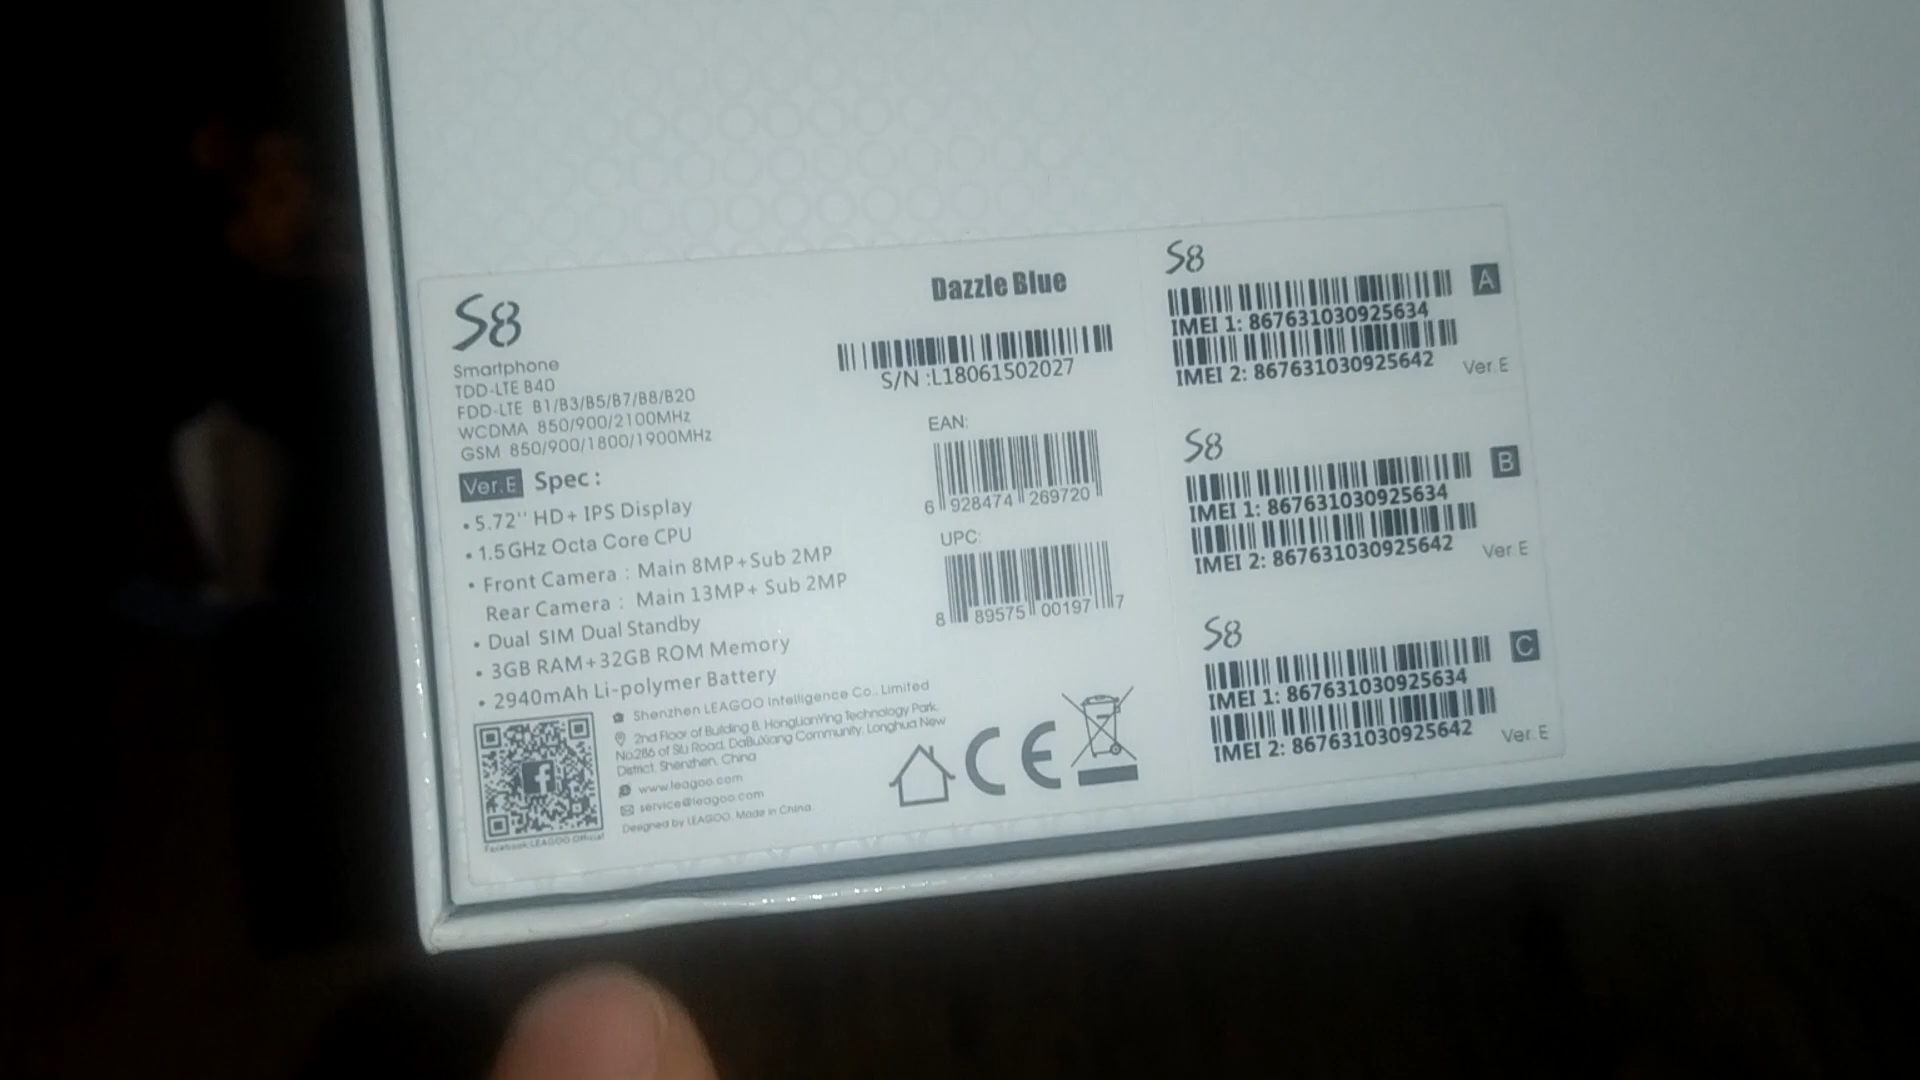 S8
Smartphone
TDD-LTE B40
FDD-LTE B1/B3/B5/B7/B8/B20
WCDMA 850/900/2100MHz
GSM 850/900/1800/1900MHz
Ver.E Spec :
• 5.72'' HD+ IPS Display
• 1.5GHz Octa Core CPU
• Front Camera : Main 8MP+Sub 2MP
Rear Camera : Main 13MP+ Sub 2MP
• Dual SIM Dual Standby
• 3GB RAM+32GB ROM Memory
• 2940mAh Li-polymer Battery
Shenzhen LEAGOO Intelligence Co., Limited
2nd Floor of Building B, HongLianYing Technology Park,
No.286 of SiLi Road, DaBuXiang Community, Longhua New
District, Shenzhen, China
www.leagoo.com
service@leagoo.com
Designed by LEAGOO. Made in China
Facebook:LEAGOO Official
Dazzle Blue
S/N :L18061502027
EAN:
6 928474 269720
UPC:
8 89575 00197 7
CE
S8
A
IMEI 1: 867631030925634
IMEI 2: 867631030925642
Ver.E
S8
B
IMEI 1: 867631030925634
IMEI 2: 867631030925642
Ver.E
S8
C
IMEI 1: 867631030925634
IMEI 2: 867631030925642
Ver.E